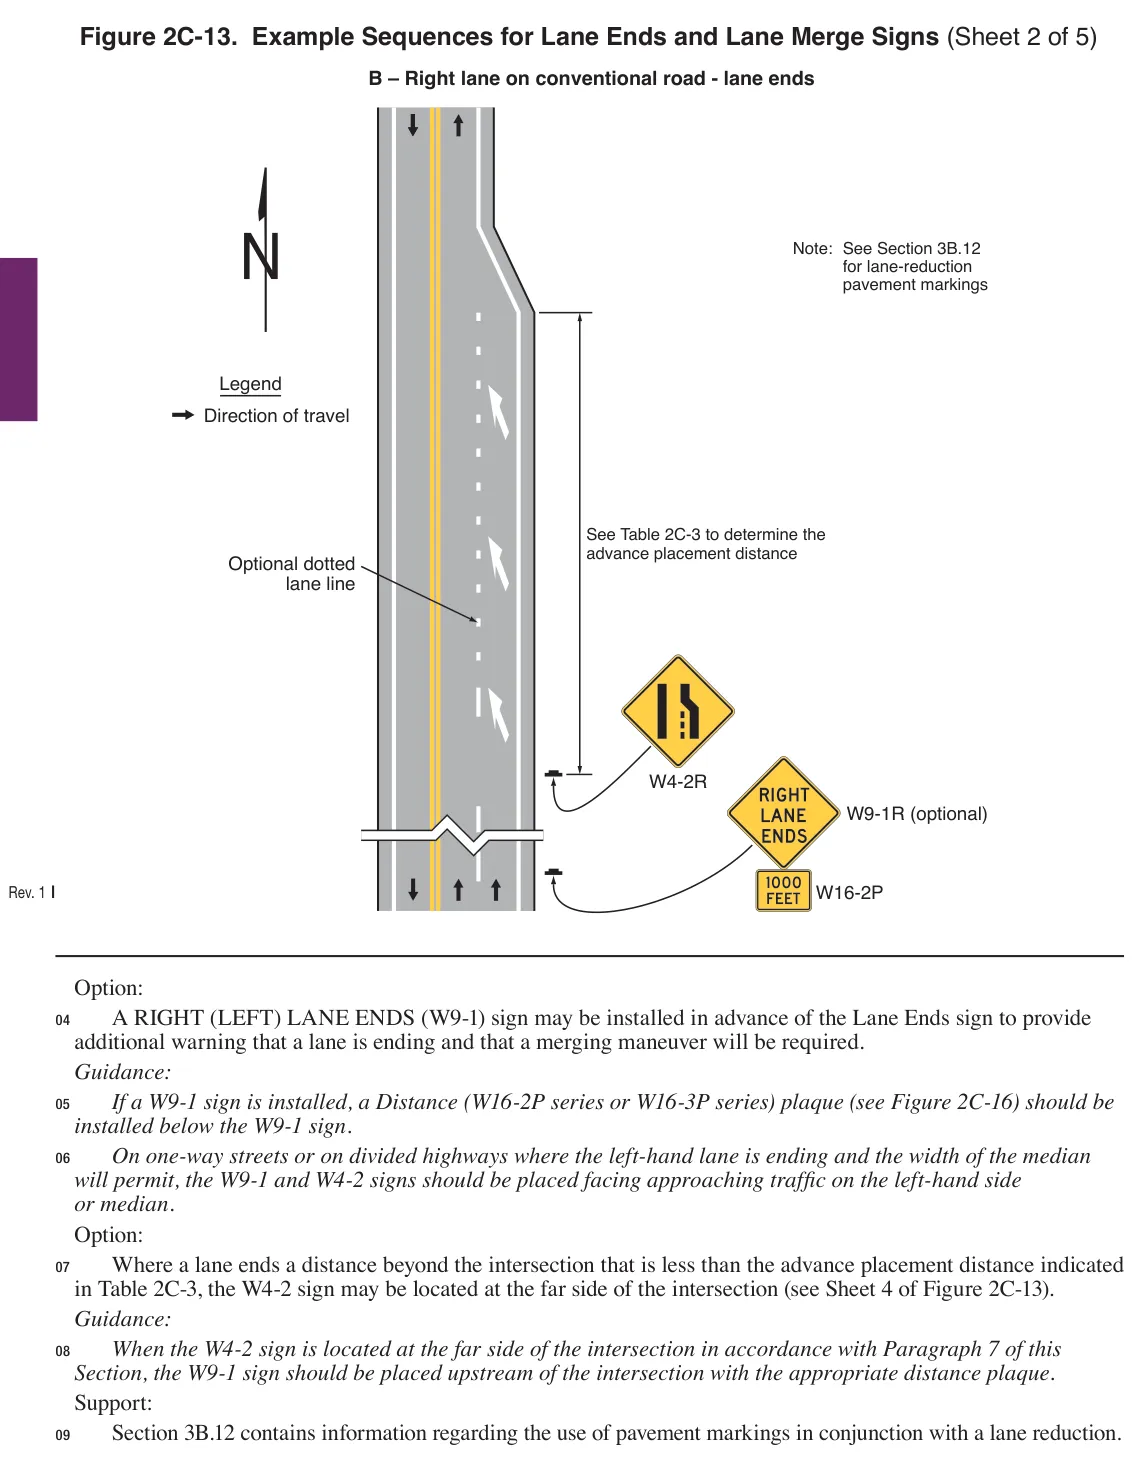 Figure 2C-13. Example Sequences for Lane Ends and Lane Merge Signs (Sheet 2 of 5)
B – Right lane on conventional road - lane ends
N
Note: See Section 3B.12
for lane-reduction
pavement markings
Legend
Direction of travel
See Table 2C-3 to determine the
advance placement distance
Optional dotted
lane line
W4-2R
RIGHT
LANE
ENDS
W9-1R (optional)
1000
FEET
W16-2P
Rev. 1
Option:
04 A RIGHT (LEFT) LANE ENDS (W9-1) sign may be installed in advance of the Lane Ends sign to provide
additional warning that a lane is ending and that a merging maneuver will be required.
Guidance:
05 If a W9-1 sign is installed, a Distance (W16-2P series or W16-3P series) plaque (see Figure 2C-16) should be
installed below the W9-1 sign.
06 On one-way streets or on divided highways where the left-hand lane is ending and the width of the median
will permit, the W9-1 and W4-2 signs should be placed facing approaching traffic on the left-hand side
or median.
Option:
07 Where a lane ends a distance beyond the intersection that is less than the advance placement distance indicated
in Table 2C-3, the W4-2 sign may be located at the far side of the intersection (see Sheet 4 of Figure 2C-13).
Guidance:
08 When the W4-2 sign is located at the far side of the intersection in accordance with Paragraph 7 of this
Section, the W9-1 sign should be placed upstream of the intersection with the appropriate distance plaque.
Support:
09 Section 3B.12 contains information regarding the use of pavement markings in conjunction with a lane reduction.